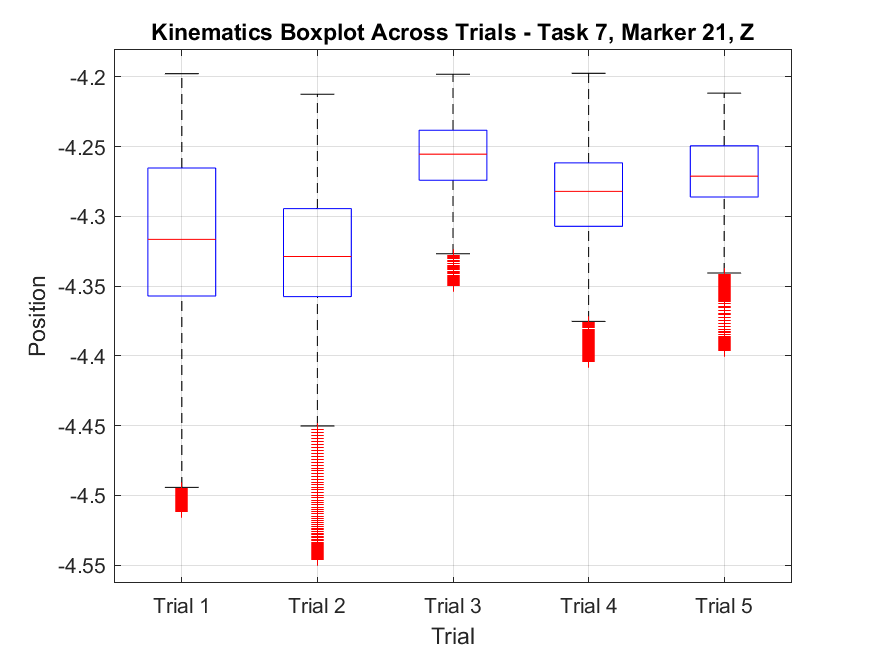 Kinematics Boxplot Across Trials - Task 7, Marker 21, Z
-4.2
-4.25
-4.3
-4.35
-4.4
-4.45
-4.5
-4.55
Position
Trial 1 Trial 2 Trial 3 Trial 4 Trial 5
Trial